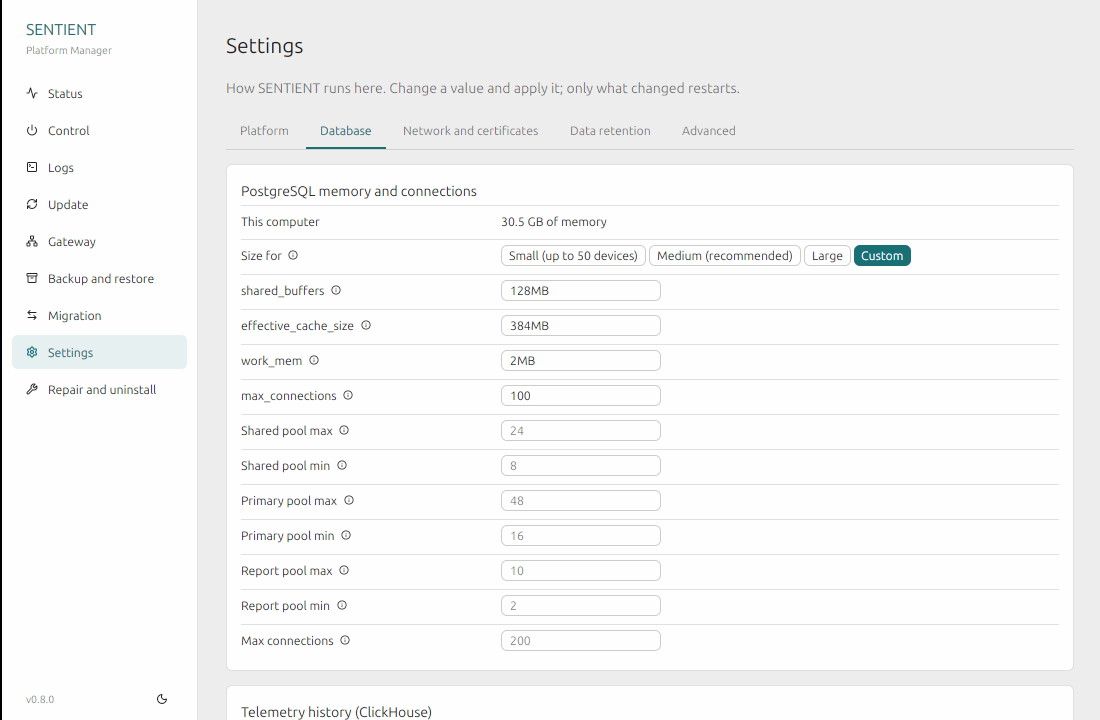 SENTIENT
Platform Manager
Status
Control
Logs
Update
Gateway
Backup and restore
Migration
Settings
Repair and uninstall
v0.8.0
Settings
How SENTIENT runs here. Change a value and apply it; only what changed restarts.
Platform Database Network and certificates Data retention Advanced
PostgreSQL memory and connections
This computer 30.5 GB of memory
Size for Small (up to 50 devices) Medium (recommended) Large Custom
shared_buffers 128MB
effective_cache_size 384MB
work_mem 2MB
max_connections 100
Shared pool max 24
Shared pool min 8
Primary pool max 48
Primary pool min 16
Report pool max 10
Report pool min 2
Max connections 200
Telemetry history (ClickHouse)